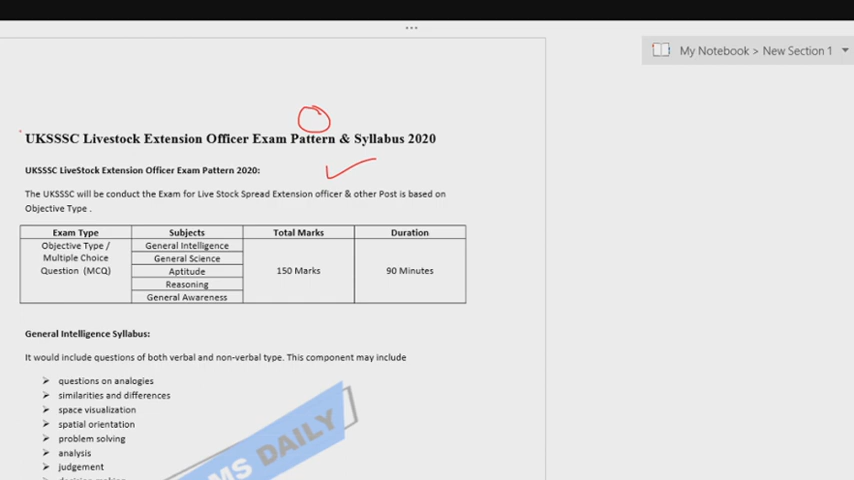 My Notebook > New Section 1
UKSSSC Livestock Extension Officer Exam Pattern & Syllabus 2020
UKSSSC LiveStock Extension Officer Exam Pattern 2020:
The UKSSSC will be conduct the Exam for Live Stock Spread Extension officer & other Post is based on
Objective Type .
Exam Type Subjects Total Marks Duration
Objective Type /
Multiple Choice
Question (MCQ)
General Intelligence
General Science
Aptitude
Reasoning
General Awareness
150 Marks
90 Minutes
General Intelligence Syllabus:
It would include questions of both verbal and non-verbal type. This component may include
➤ questions on analogies
➤ similarities and differences
➤ space visualization
➤ spatial orientation
➤ problem solving
➤ analysis
➤ judgement
MS DAILY